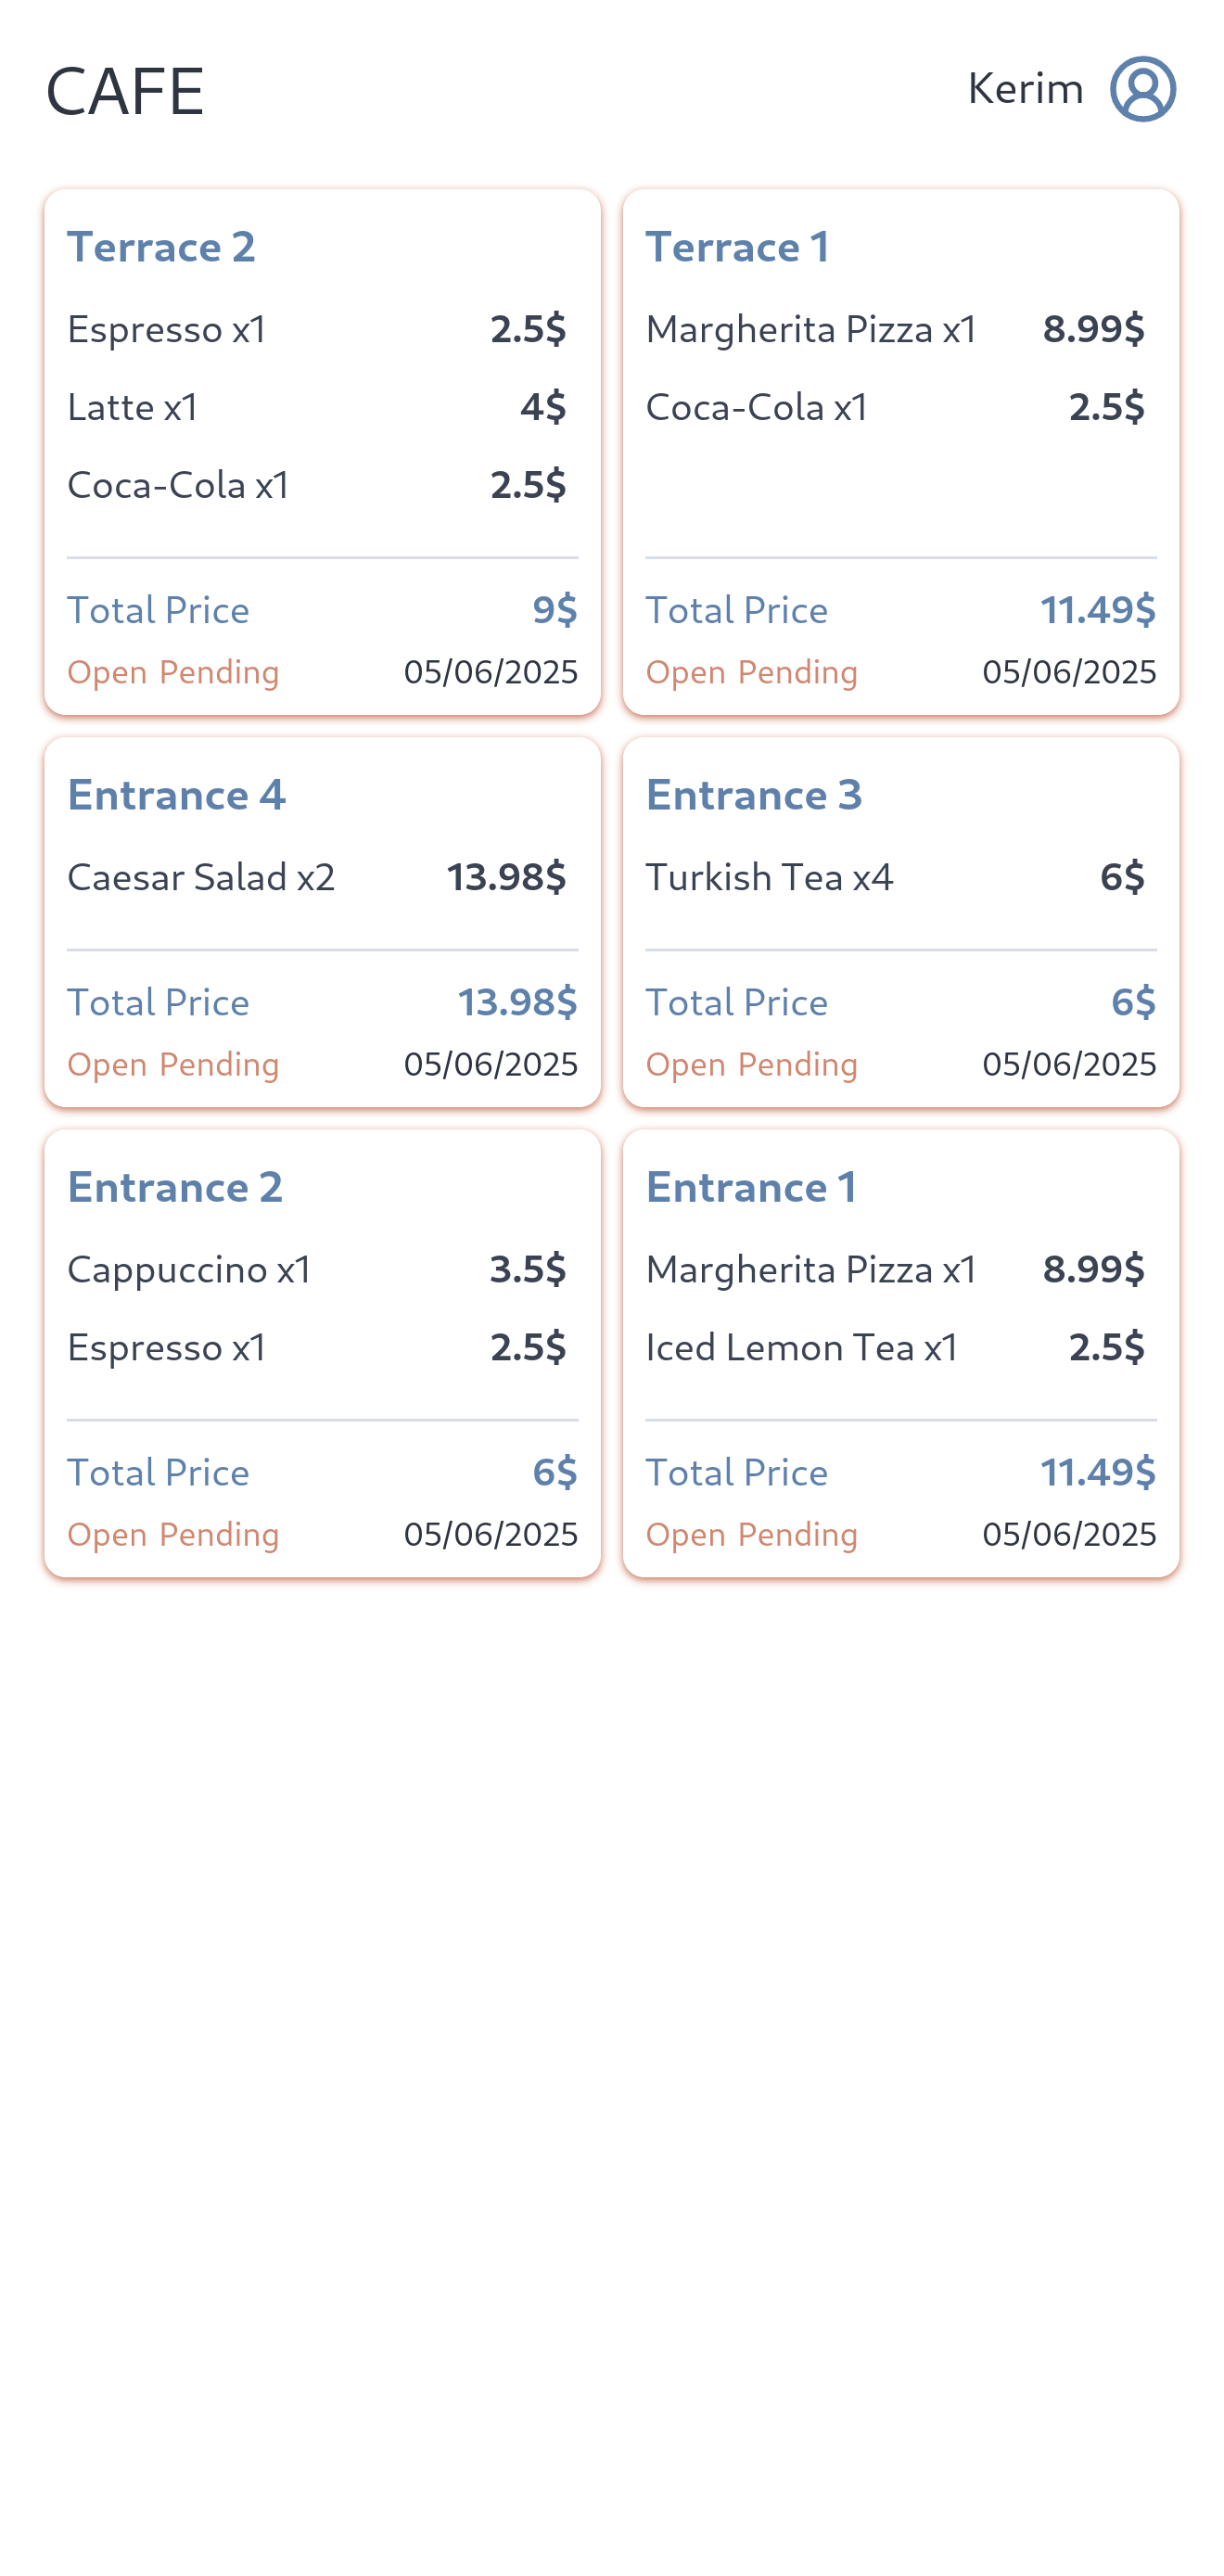 CAFE
Kerim
Terrace 2
Espresso x1 2.5$
Latte x1 4$
Coca-Cola x1 2.5$
Total Price 9$
Open Pending 05/06/2025
Terrace 1
Margherita Pizza x1 8.99$
Coca-Cola x1 2.5$
Total Price 11.49$
Open Pending 05/06/2025
Entrance 4
Caesar Salad x2 13.98$
Total Price 13.98$
Open Pending 05/06/2025
Entrance 3
Turkish Tea x4 6$
Total Price 6$
Open Pending 05/06/2025
Entrance 2
Cappuccino x1 3.5$
Espresso x1 2.5$
Total Price 6$
Open Pending 05/06/2025
Entrance 1
Margherita Pizza x1 8.99$
Iced Lemon Tea x1 2.5$
Total Price 11.49$
Open Pending 05/06/2025